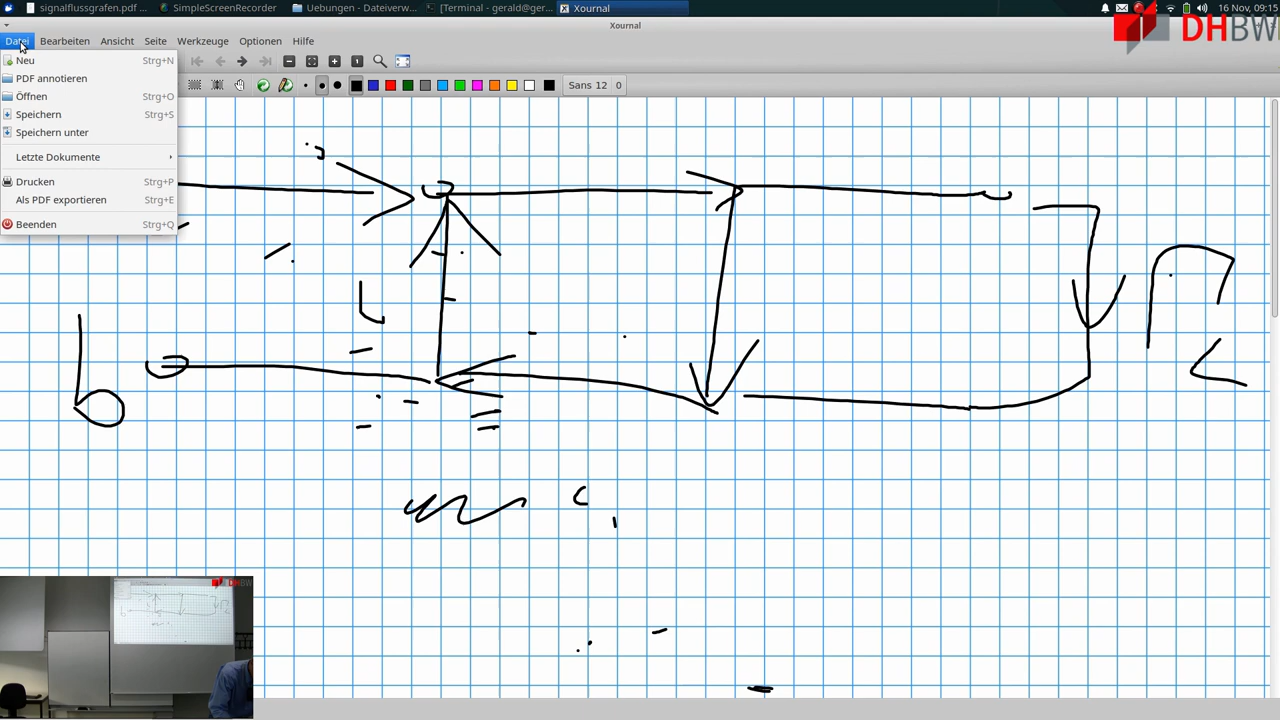 signalflussgrafen.pdf ... SimpleScreenRecorder Uebungen - Dateiverw... [Terminal - gerald@ger... Xournal 16 Nov, 09:15
Xournal
DHBW
Datei Bearbeiten Ansicht Seite Werkzeuge Optionen Hilfe
Neu Strg+N
PDF annotieren
Öffnen Strg+O
Speichern Strg+S
Speichern unter
Letzte Dokumente
Drucken Strg+P
Als PDF exportieren Strg+E
Beenden Strg+Q
Sans 12 0
b
DHBW